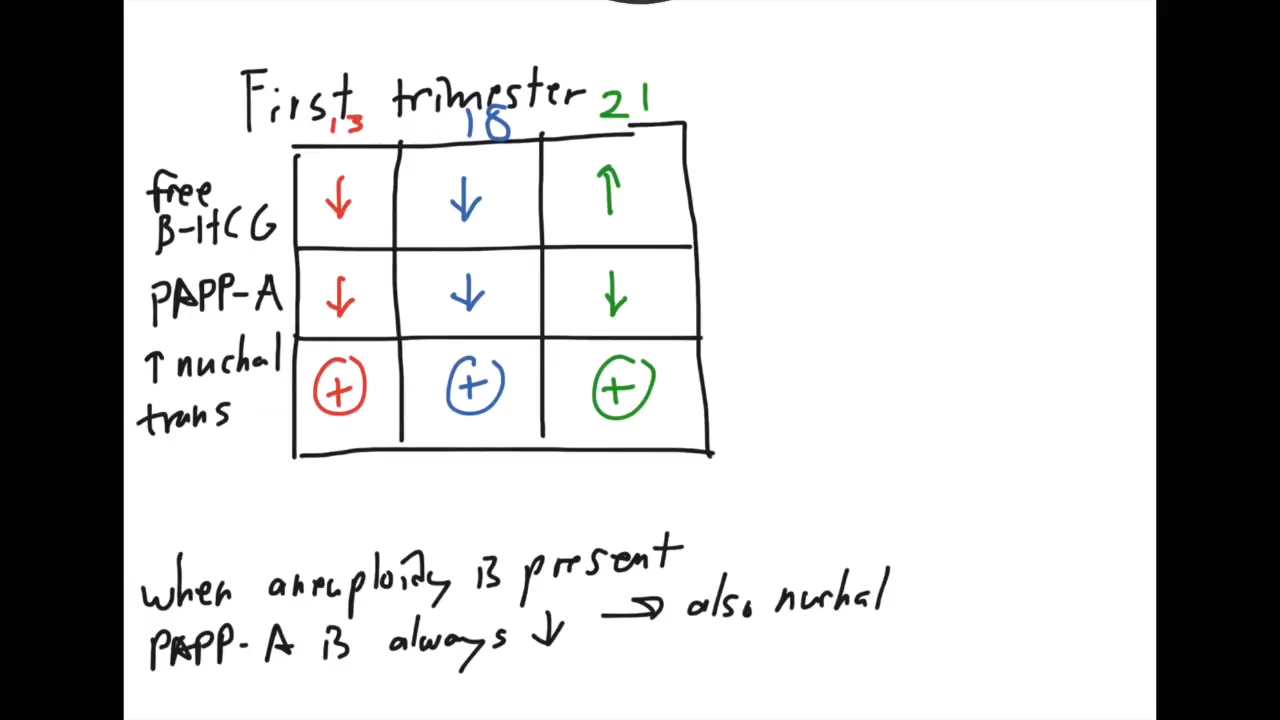 First trimester
13 18 21
free
B-HCG ↓ ↓ ↑
PAPP-A ↓ ↓ ↓
↑ nuchal
trans + + +
when aneuploidy is present
PAPP-A is always ↓ → also nuchal